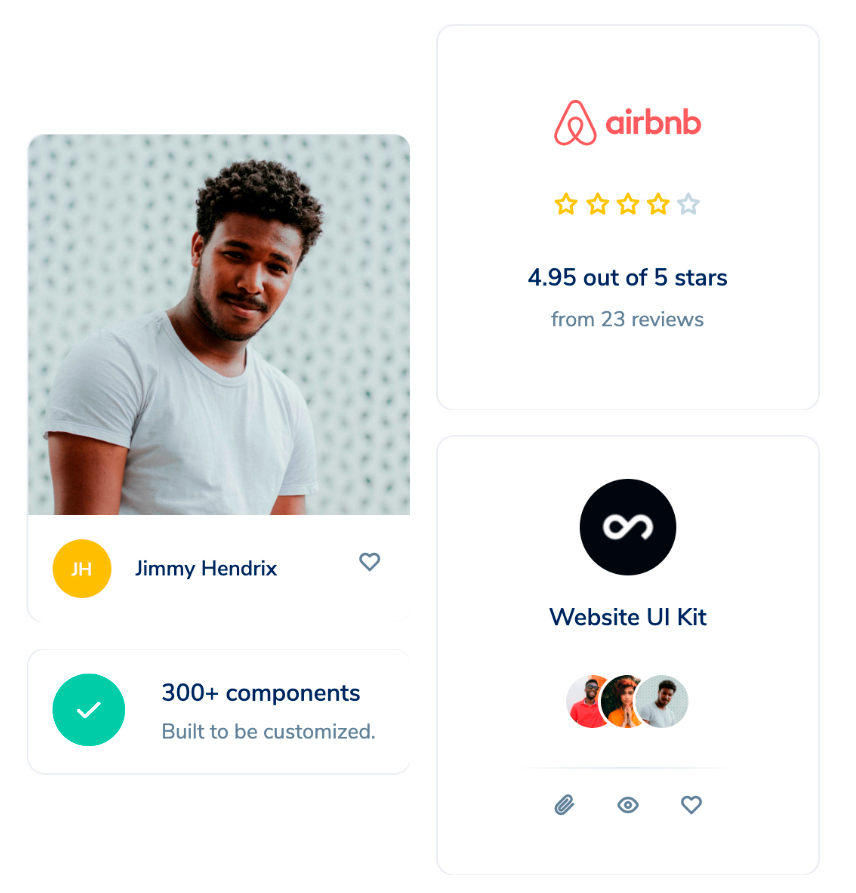 JH
Jimmy Hendrix
300+ components
Built to be customized.
airbnb
4.95 out of 5 stars
from 23 reviews
Website UI Kit